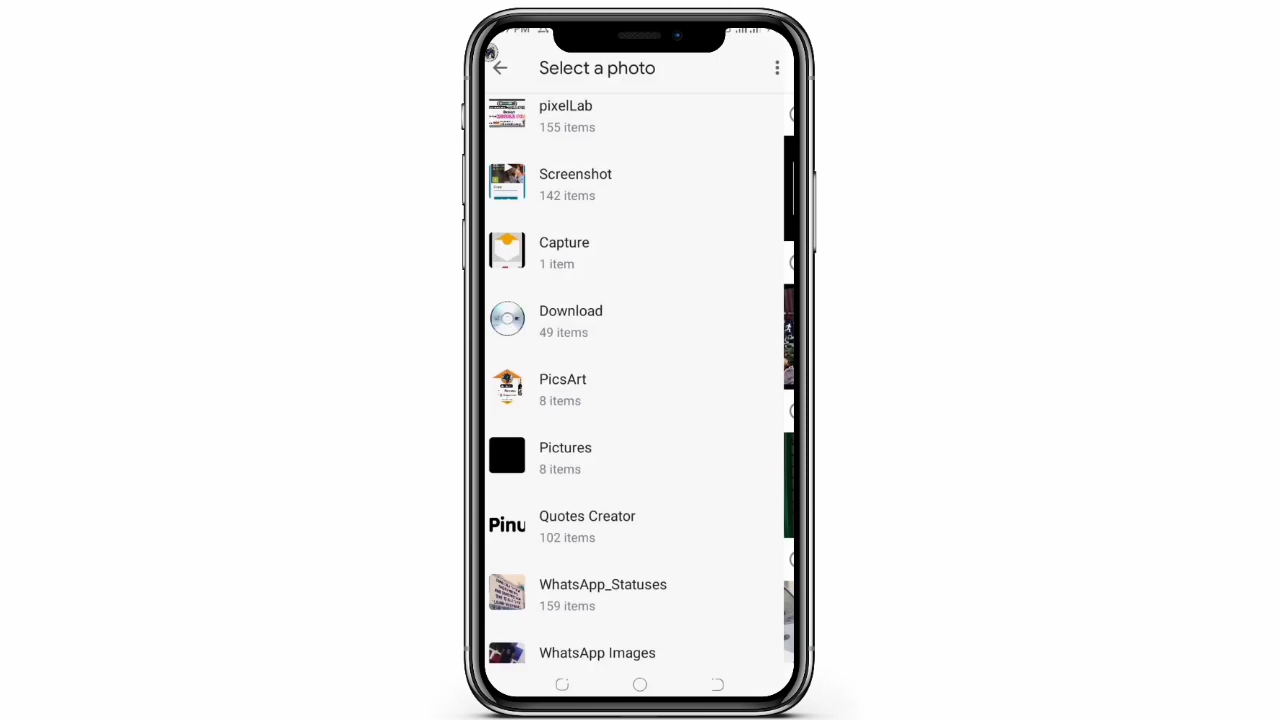 PM
Select a photo
pixelLab
155 items
Screenshot
142 items
Capture
1 item
Download
49 items
PicsArt
8 items
Pictures
8 items
Pinu
Quotes Creator
102 items
WhatsApp_Statuses
159 items
WhatsApp Images